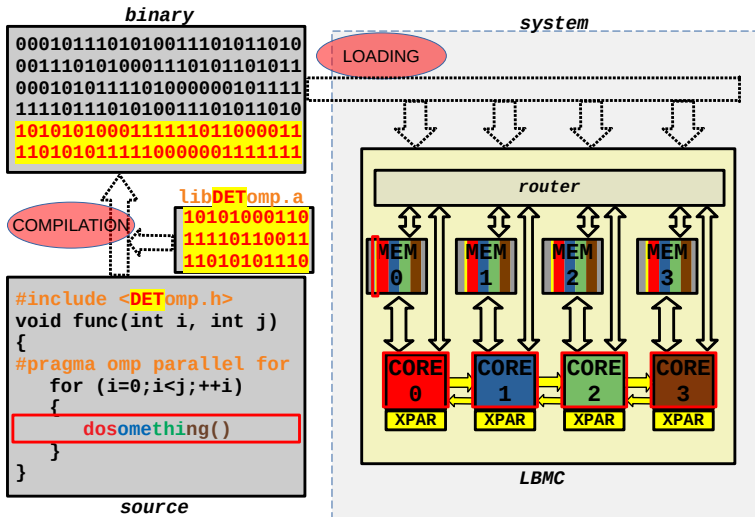 binary
0001011101010011101011010
0011101010001110101101011
0001010111101000000101111
1111011101010011101011010
1010101000111111011000011
1101010111110000001111111
COMPILATION
libDETomp.a
10101000110
11110110011
11010101110
#include <DETomp.h>
void func(int i, int j)
{
#pragma omp parallel for
for (i=0;i<j;++i)
{
dosomething()
}
}
source
system
LOADING
router
MEM 0
MEM 1
MEM 2
MEM 3
CORE 0
CORE 1
CORE 2
CORE 3
XPAR
XPAR
XPAR
XPAR
LBMC